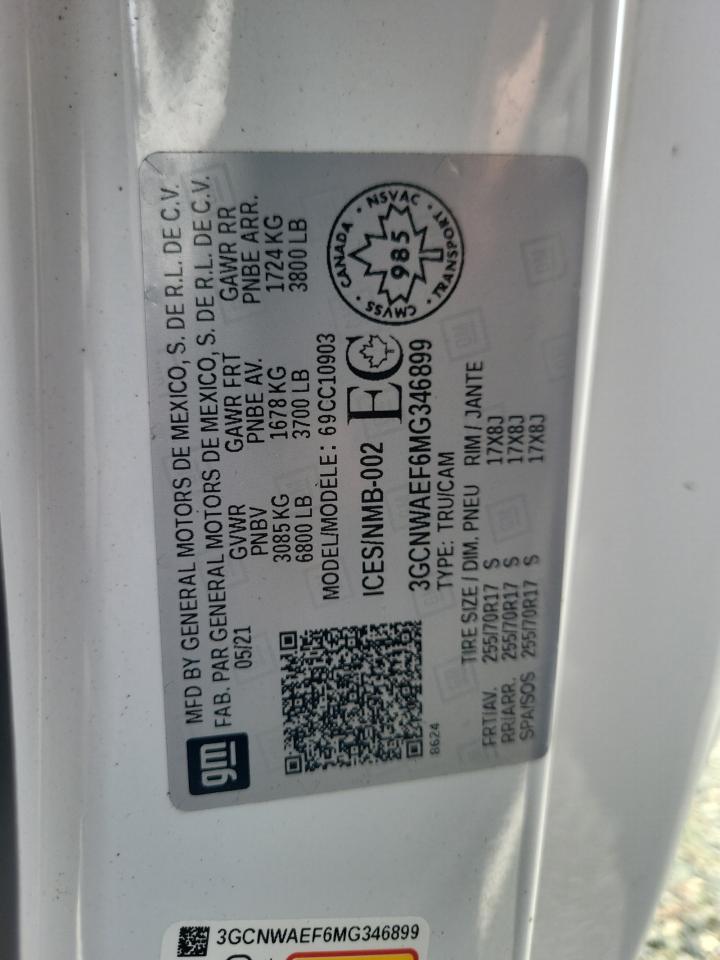 gm
MFD BY GENERAL MOTORS DE MEXICO, S. DE R.L. DE C.V.
FAB. PAR GENERAL MOTORS DE MEXICO, S. DE R.L. DE C.V.
05/21 GVWR GAWR FRT GAWR RR
PNBV PNBE AV. PNBE ARR.
3085 KG 1678 KG 1724 KG
6800 LB 3700 LB 3800 LB
MODEL/MODELE: 69CC10903
ICES/NMB-002 EC
CANADA · NSVAC · TRANSPORT · CMVSS ·
985
3GCNWAEF6MG346899
TYPE: TRU/CAM
8624
TIRE SIZE / DIM. PNEU RIM / JANTE
FRT/AV. 255/70R17 S 17X8J
RR/ARR. 255/70R17 S 17X8J
SPA/SOS 255/70R17 S 17X8J
3GCNWAEF6MG346899